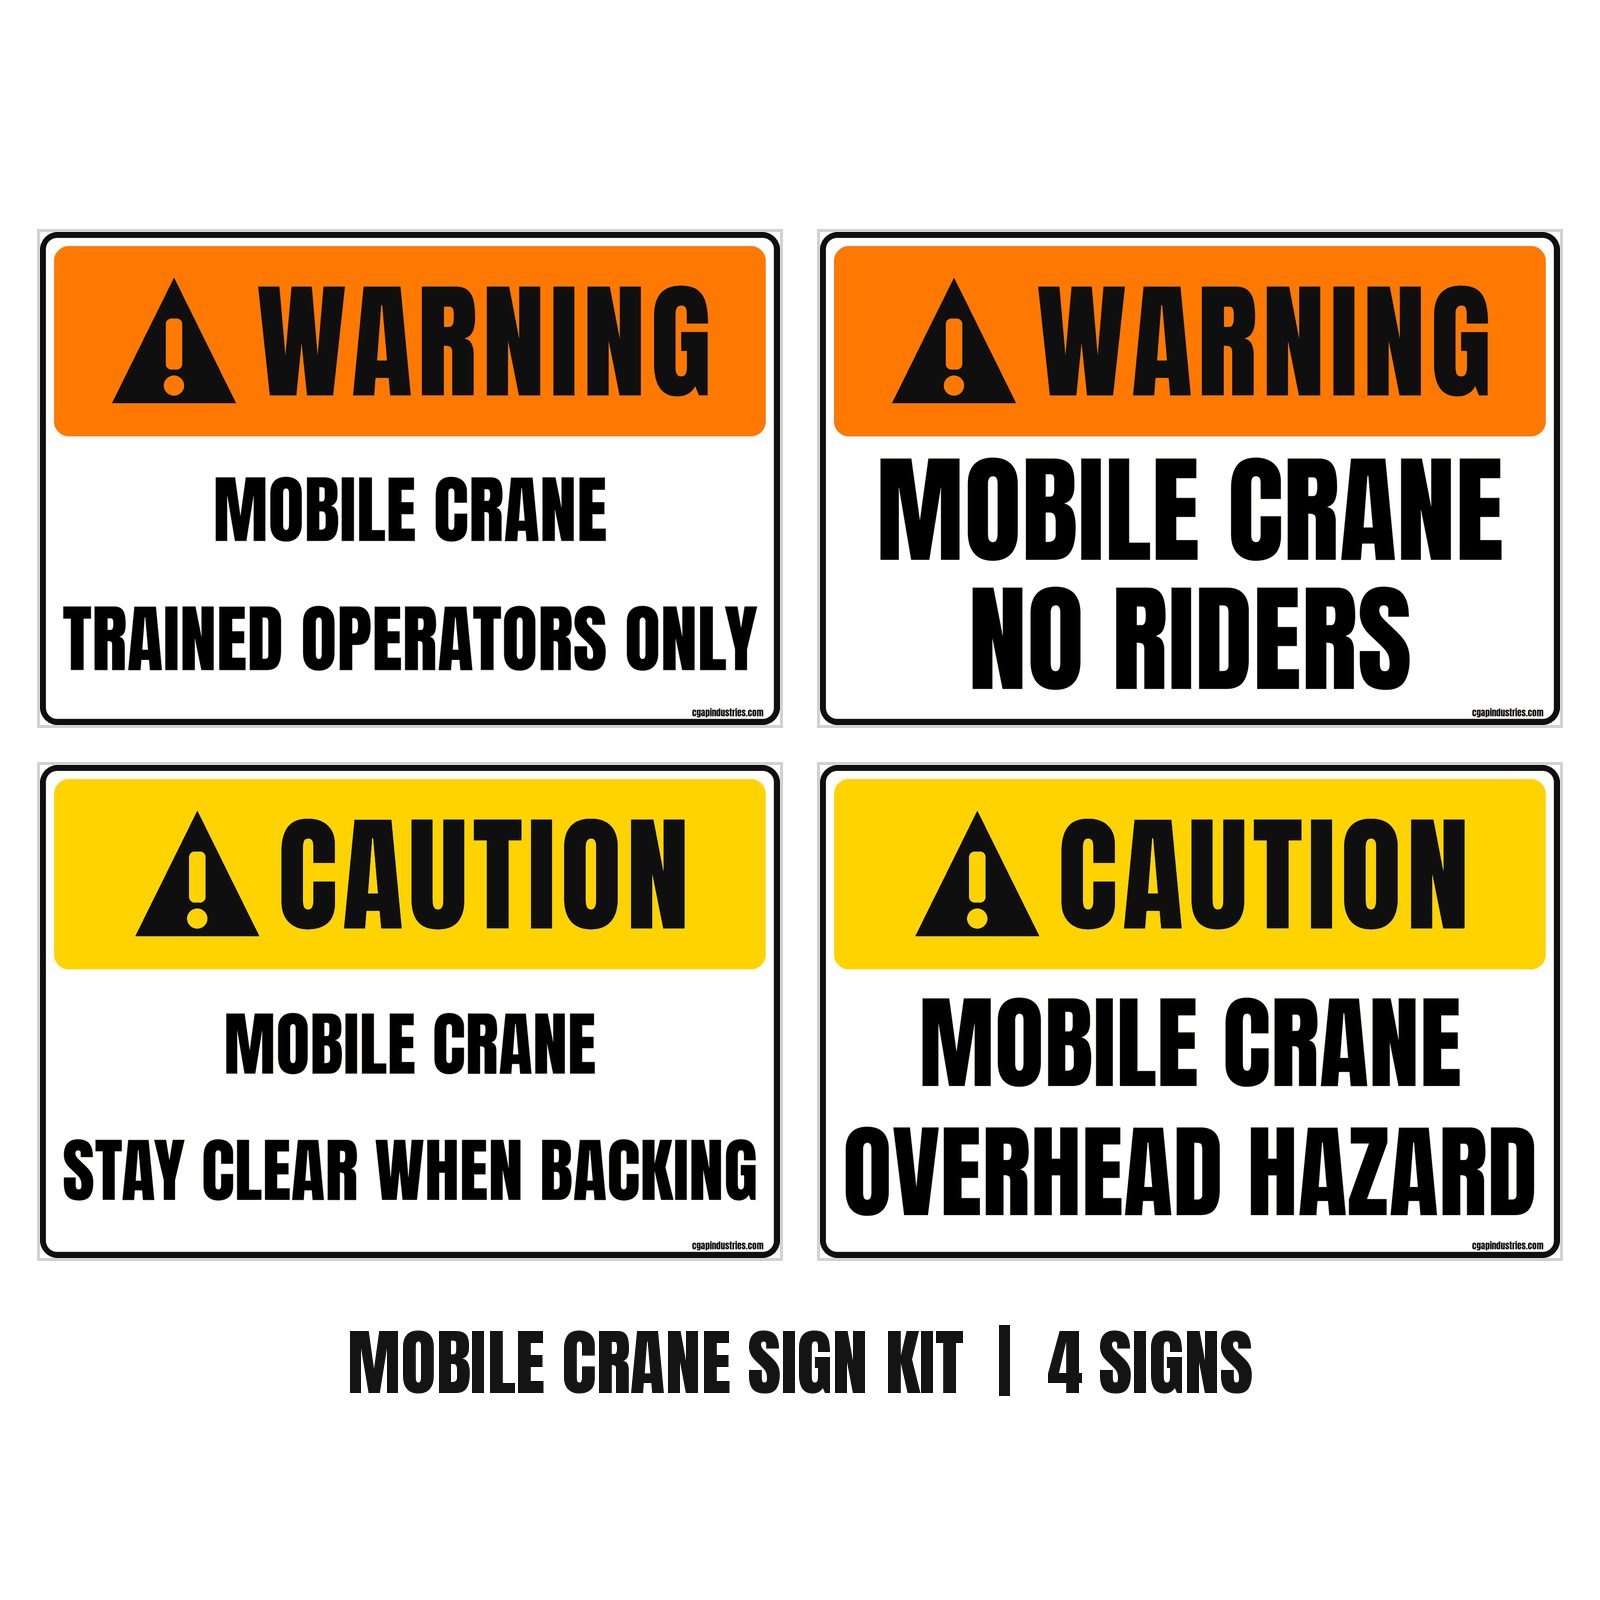 WARNING
MOBILE CRANE
TRAINED OPERATORS ONLY
cgapindustries.com
WARNING
MOBILE CRANE
NO RIDERS
cgapindustries.com
CAUTION
MOBILE CRANE
STAY CLEAR WHEN BACKING
cgapindustries.com
CAUTION
MOBILE CRANE
OVERHEAD HAZARD
cgapindustries.com
MOBILE CRANE SIGN KIT | 4 SIGNS